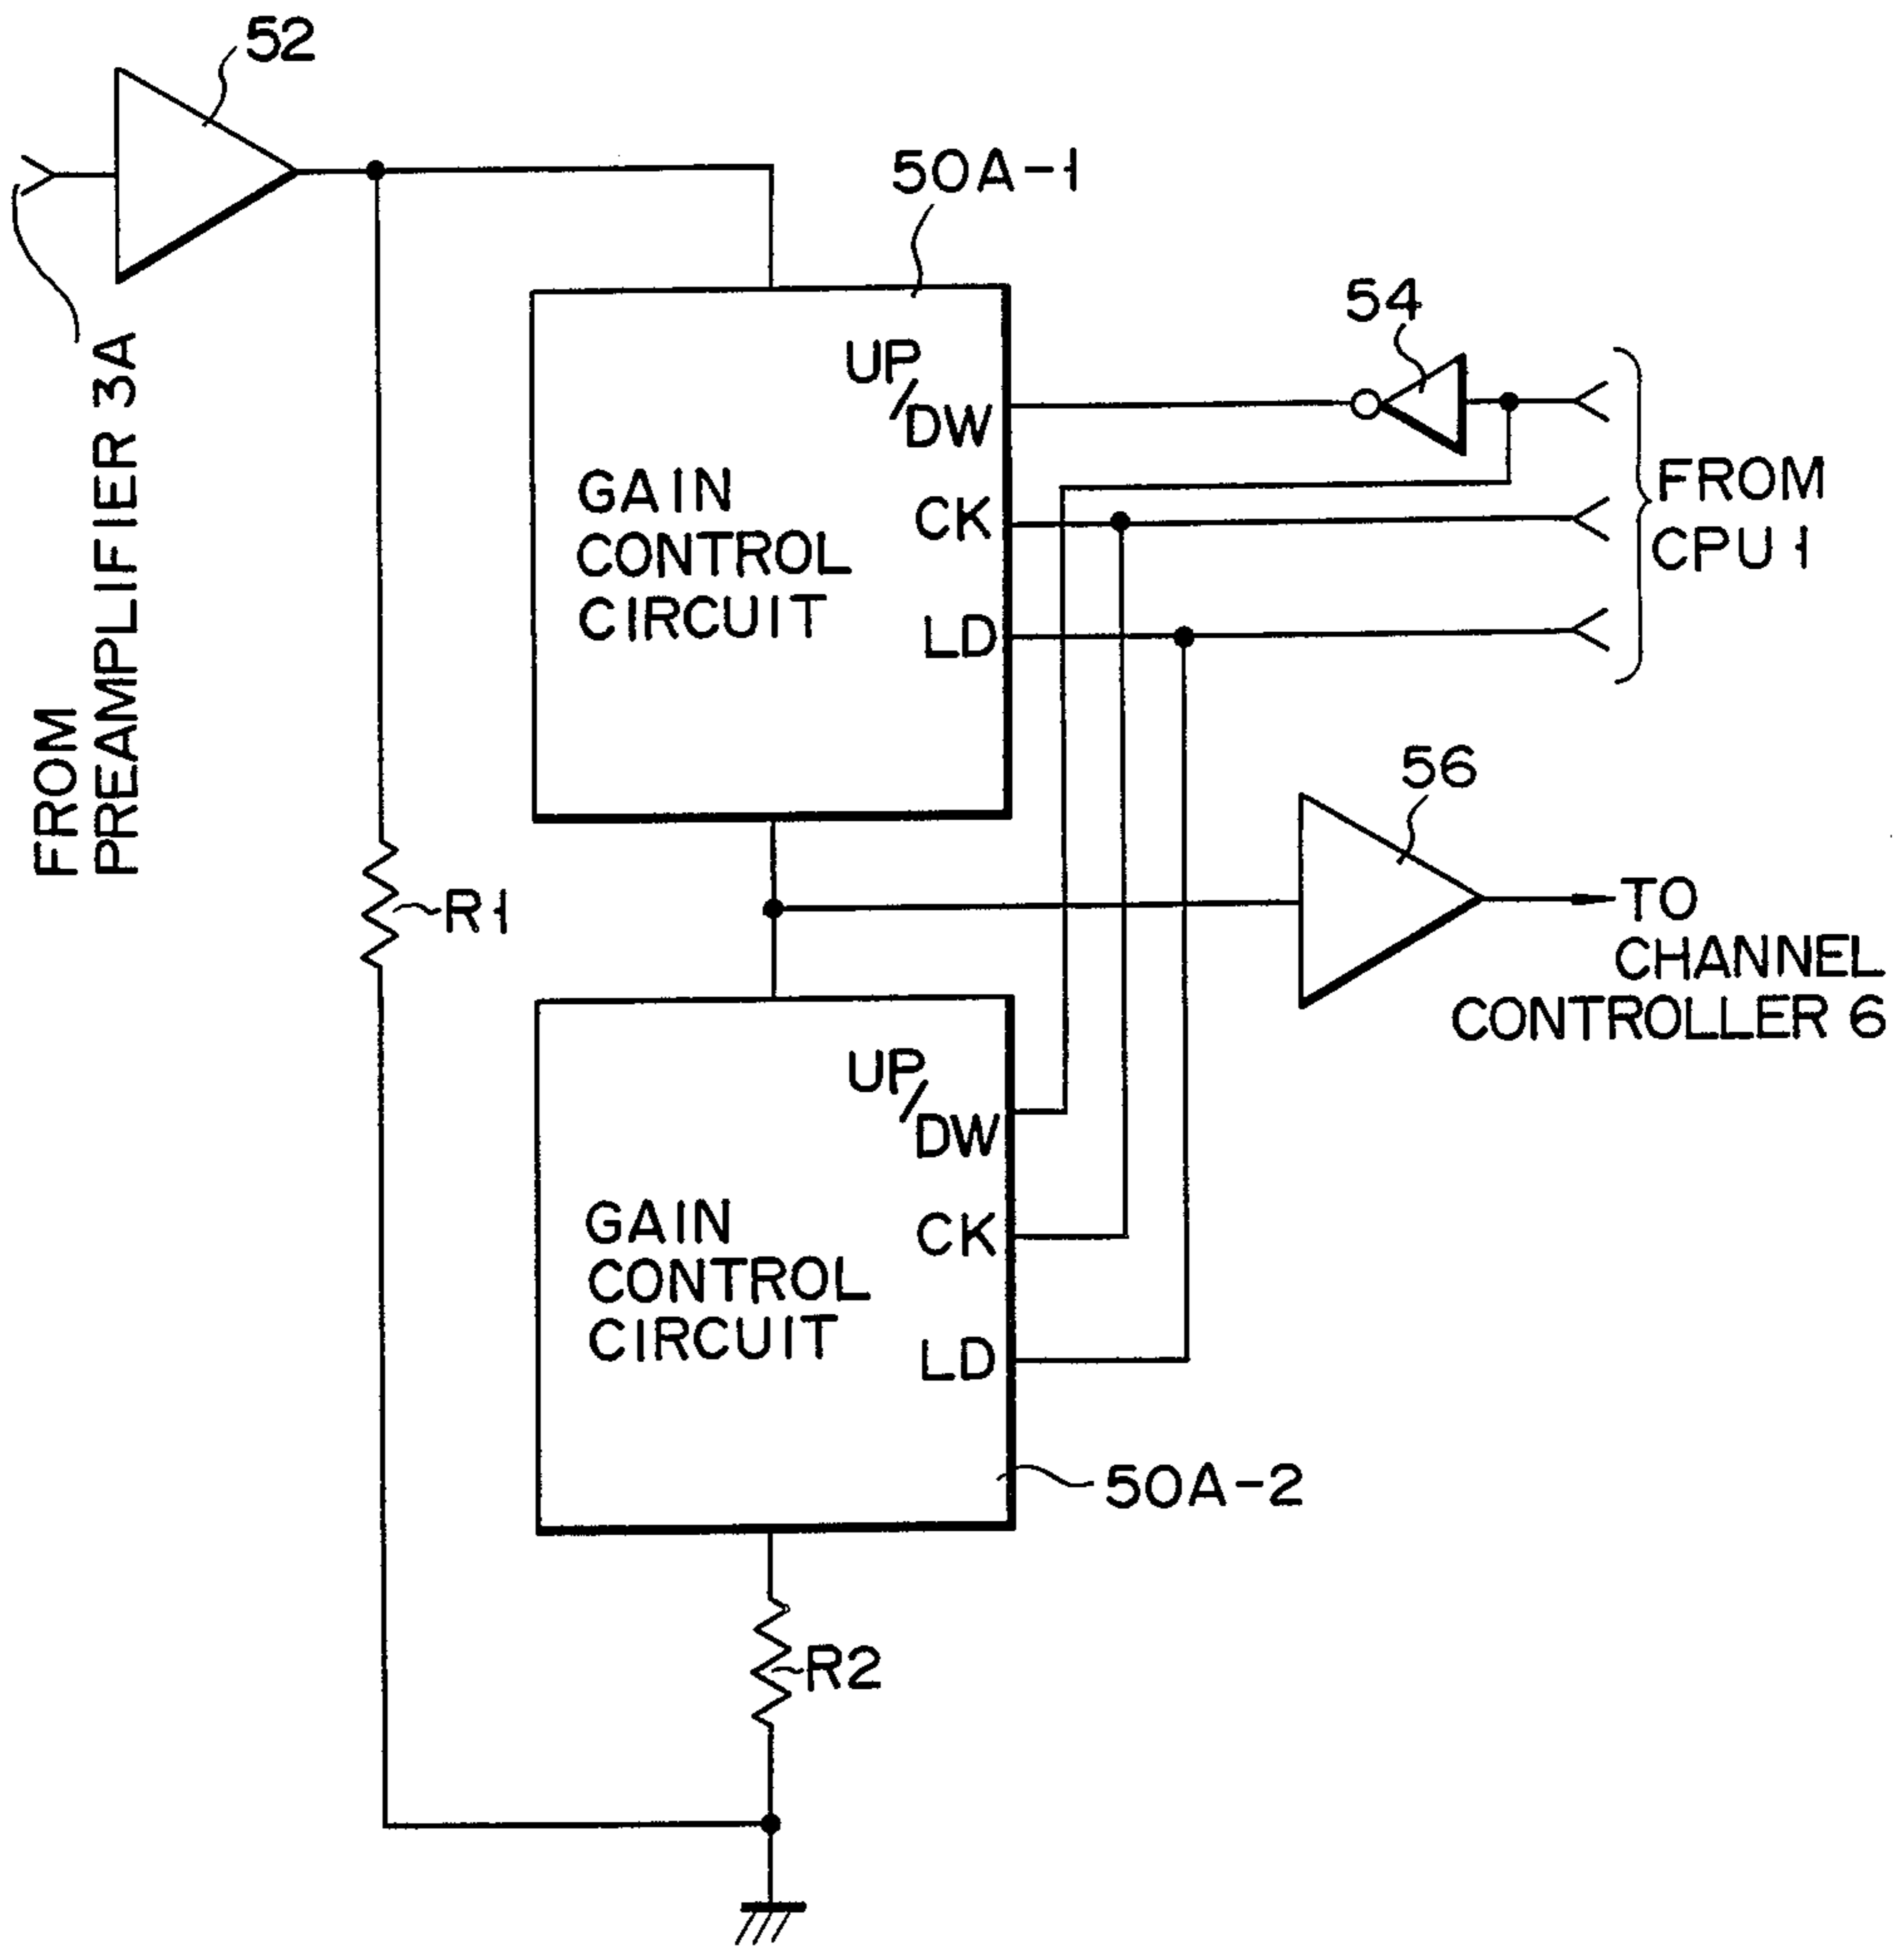 52
FROM
PREAMPLIFIER 3A
50A-1
UP
/DW
GAIN
CONTROL
CIRCUIT
CK
LD
54
FROM
CPU 1
R1
56
TO
CHANNEL
CONTROLLER 6
UP
/DW
GAIN
CONTROL
CIRCUIT
CK
LD
50A-2
R2